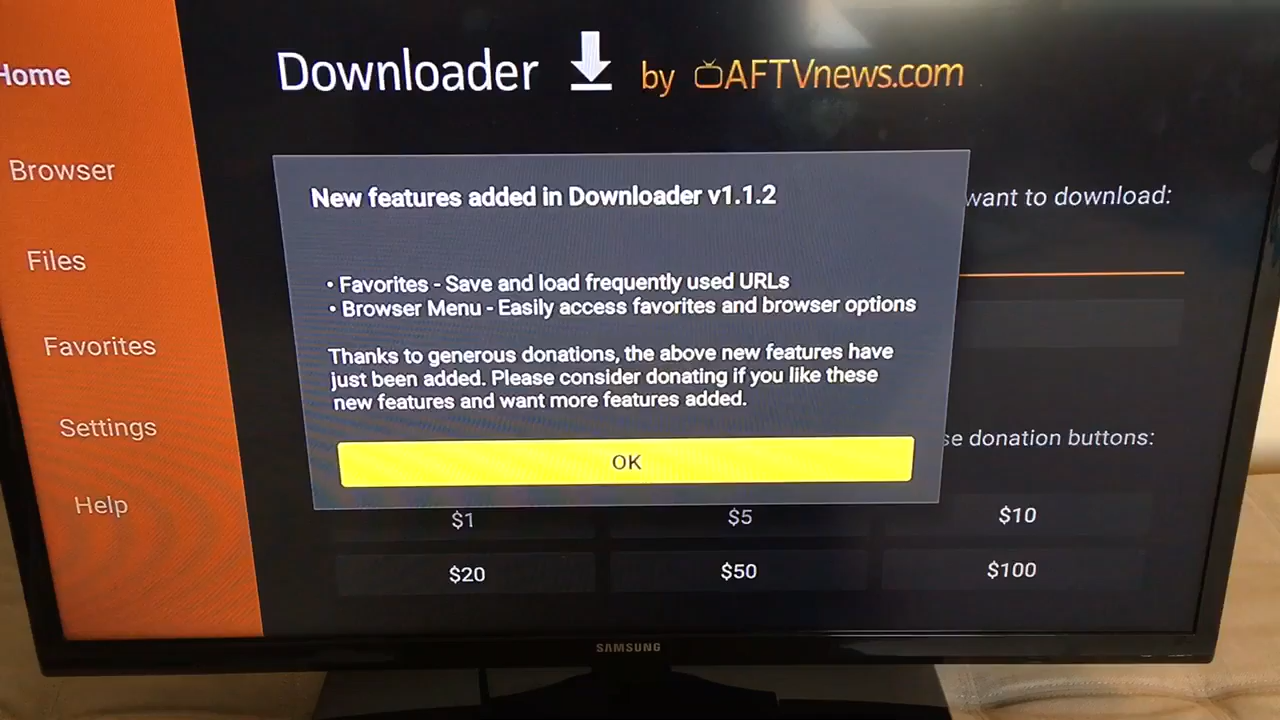 Downloader by AFTVnews.com
Home
Browser
Files
Favorites
Settings
Help
New features added in Downloader v1.1.2
• Favorites - Save and load frequently used URLs
• Browser Menu - Easily access favorites and browser options
Thanks to generous donations, the above new features have
just been added. Please consider donating if you like these
new features and want more features added.
OK
want to download:
donation buttons:
$1 $5 $10
$20 $50 $100
SAMSUNG